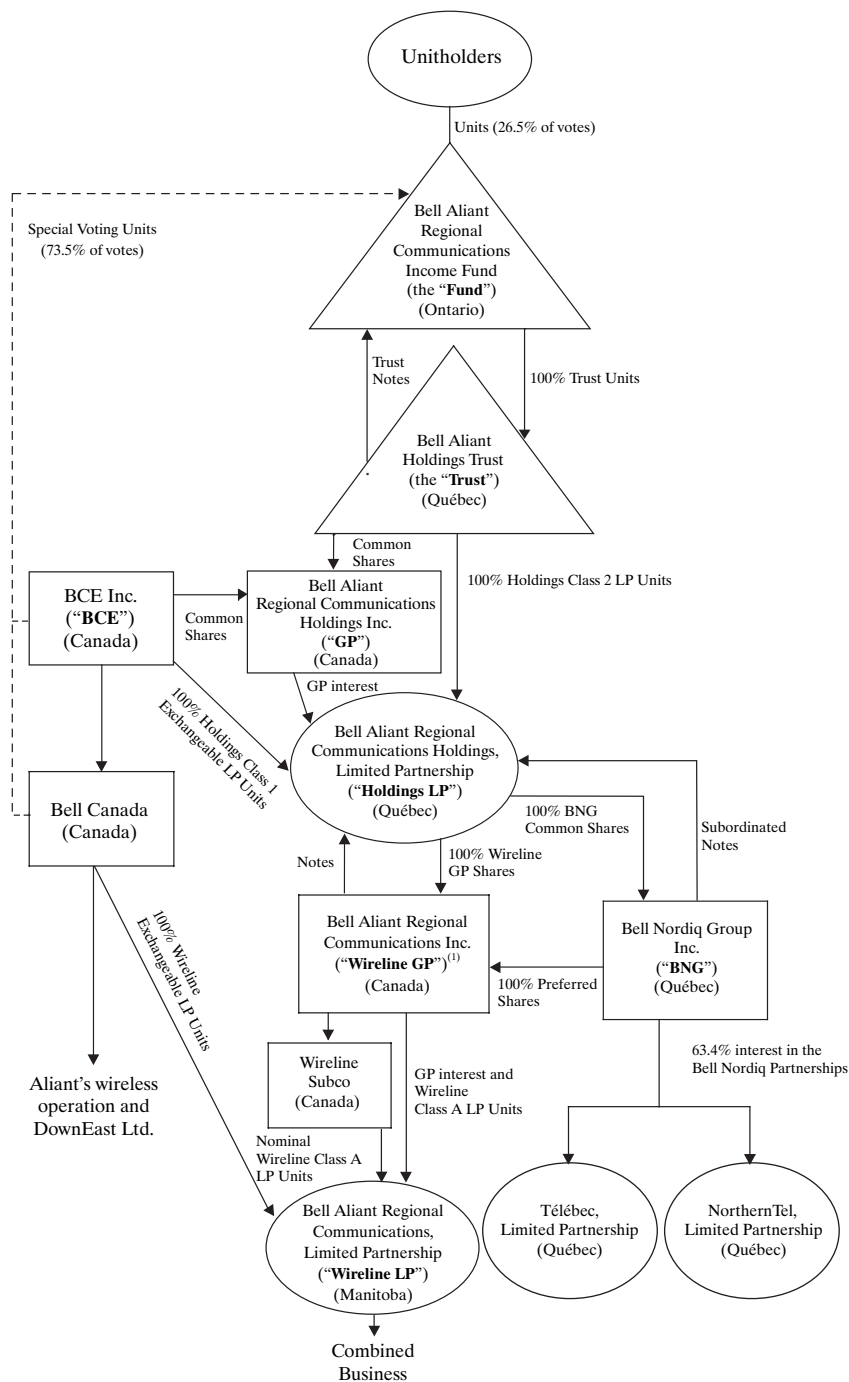 Unitholders
Units (26.5% of votes)
Special Voting Units
(73.5% of votes)
Bell Aliant
Regional
Communications
Income Fund
(the “Fund”)
(Ontario)
Trust
Notes
100% Trust Units
Bell Aliant
Holdings Trust
(the “Trust”)
(Québec)
Common
Shares
100% Holdings Class 2 LP Units
BCE Inc.
(“BCE”)
(Canada)
Common
Shares
Bell Aliant
Regional Communications
Holdings Inc.
(“GP”)
(Canada)
GP interest
100% Holdings Class 1
Exchangeable LP Units
Bell Aliant Regional
Communications Holdings,
Limited Partnership
(“Holdings LP”)
(Québec)
Bell Canada
(Canada)
100% BNG
Common Shares
Subordinated
Notes
Notes
100% Wireline
GP Shares
Bell Aliant Regional
Communications Inc.
(“Wireline GP”)(1)
(Canada)
100% Preferred
Shares
Bell Nordiq Group
Inc.
(“BNG”)
(Québec)
100% Wireline
Exchangeable LP Units
Wireline
Subco
(Canada)
GP interest and
Wireline
Class A LP Units
63.4% interest in the
Bell Nordiq Partnerships
Aliant’s wireless
operation and
DownEast Ltd.
Nominal
Wireline Class A
LP Units
Bell Aliant Regional
Communications,
Limited Partnership
(“Wireline LP”)
(Manitoba)
Télébec,
Limited Partnership
(Québec)
NorthernTel,
Limited Partnership
(Québec)
Combined
Business